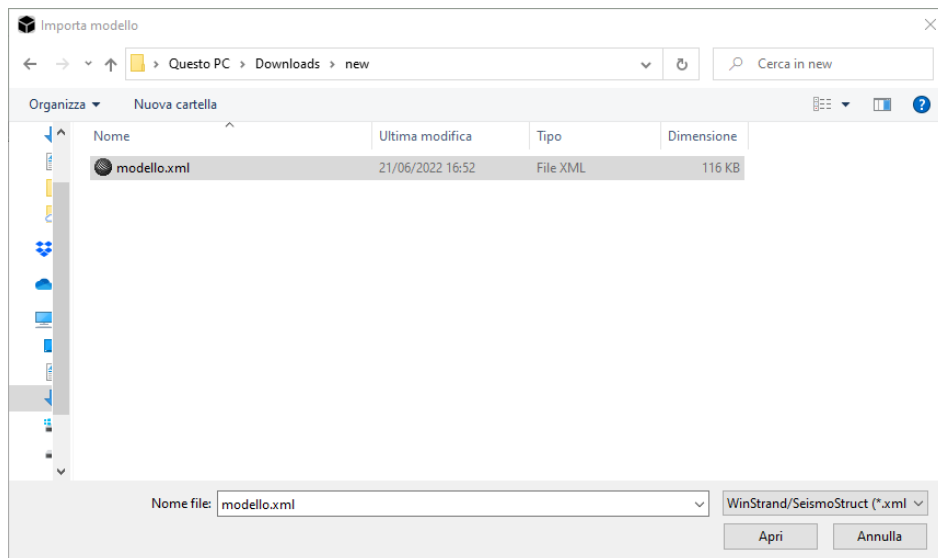 Importa modello
Questo PC > Downloads > new
Cerca in new
Organizza
Nuova cartella
Nome Ultima modifica Tipo Dimensione
modello.xml 21/06/2022 16:52 File XML 116 KB
Nome file: modello.xml WinStrand/SeismoStruct (*.xml
Apri Annulla